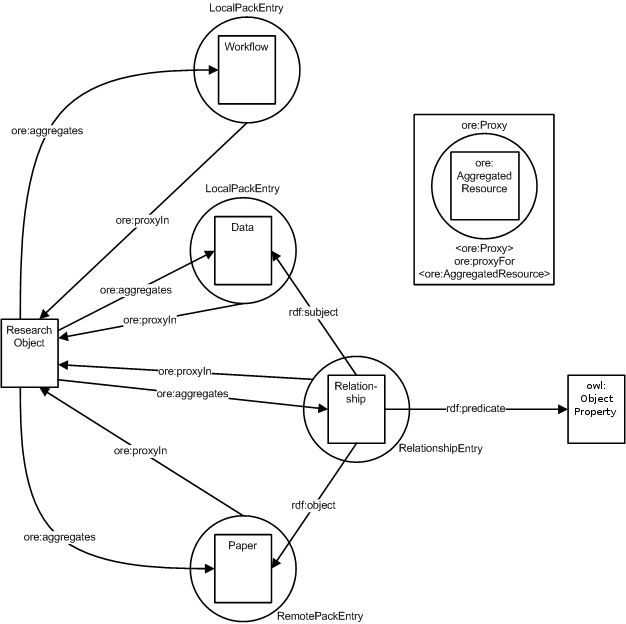 LocalPackEntry
Workflow
ore:aggregates
ore:Proxy
ore:
Aggregated
Resource
<ore:Proxy>
ore:proxyFor
<ore:AggregatedResource>
LocalPackEntry
ore:proxyIn
Data
ore:aggregates
ore:proxyIn
rdf:subject
Research
Object
ore:proxyIn
ore:aggregates
Relation-
ship
rdf:predicate
owl:
Object
Property
RelationshipEntry
ore:proxyIn
rdf:object
ore:aggregates
Paper
RemotePackEntry